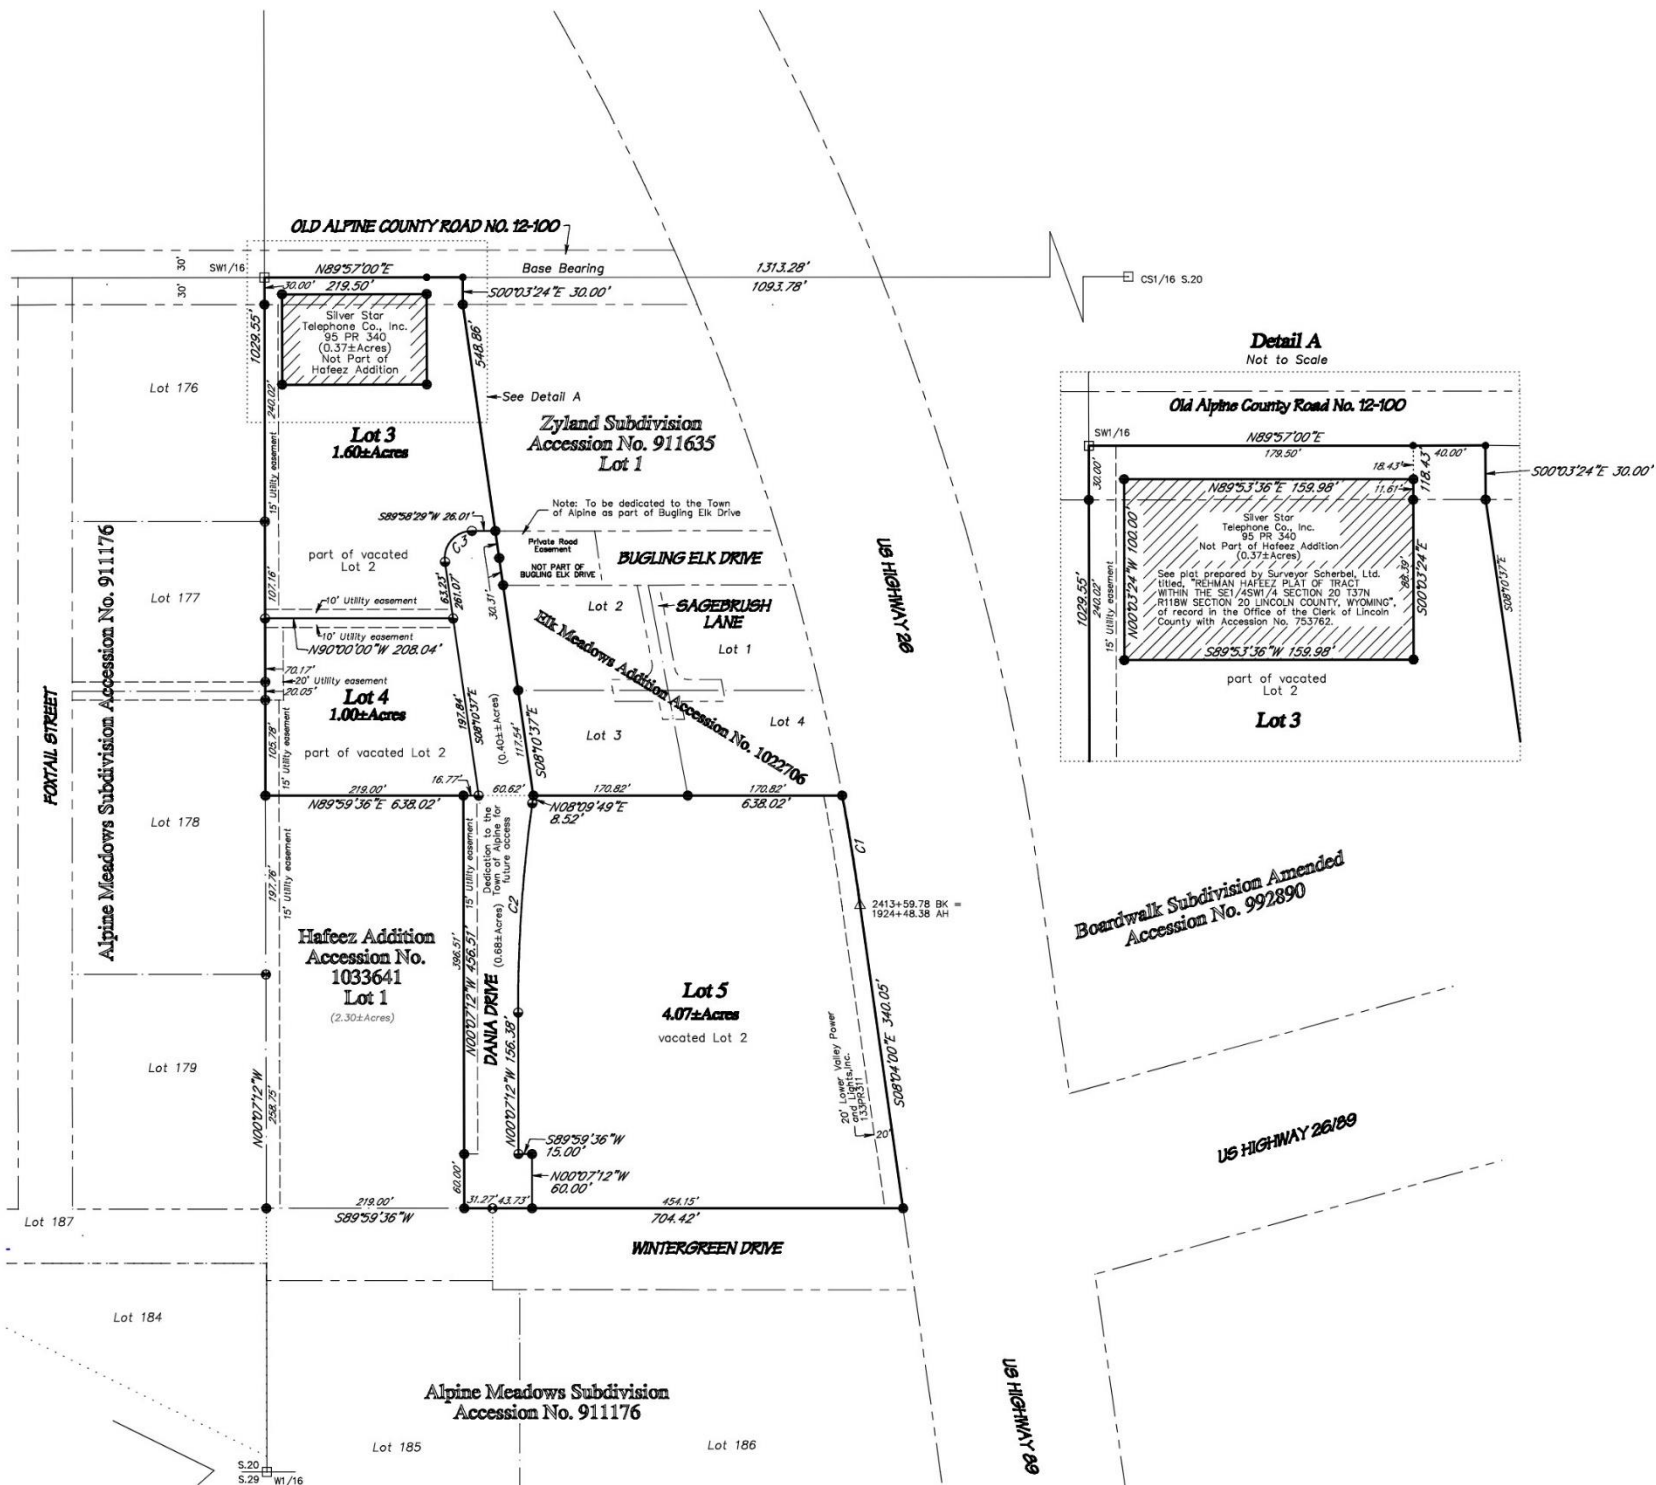 OLD ALPINE COUNTY ROAD NO. 12-100
30'
30'
SW1/16
N89°57'00"E
Base Bearing
1313.28'
1093.78'
CS1/16 S.20
30.00'
219.50'
S00°03'24"E 30.00'
1029.55'
Silver Star
Telephone Co., Inc.
95 PR 340
(0.37±Acres)
Not Part of
Hafeez Addition
548.86'
Lot 176
240.02'
See Detail A
Lot 3
1.60±Acres
Zyland Subdivision
Accession No. 911635
Lot 1
15' Utility easement
Note: To be dedicated to the Town
of Alpine as part of Bugling Elk Drive
S89°58'29"W 26.01'
C3
Private Road
Easement
NOT PART OF
BUGLING ELK DRIVE
BUGLING ELK DRIVE
US HIGHWAY 26
part of vacated
Lot 2
107.16'
63.23'
261.07'
30.31'
Lot 177
10' Utility easement
10' Utility easement
N90°00'00"W 208.04'
Lot 2
SAGEBRUSH
LANE
Lot 1
Elk Meadows Addition Accession No. 1022706
70.17'
20' Utility easement
20.05'
Lot 4
1.00±Acres
197.84'
S08°10'37"E
(0.40±±Acres)
117.54'
S08°10'37"E
Lot 3
Lot 4
FOXTAIL STREET
Alpine Meadows Subdivision Accession No. 911176
105.78'
15' Utility easement
part of vacated Lot 2
16.77'
219.00'
N89°59'36"E 638.02'
60.62'
170.82'
170.82'
638.02'
N08°09'49"E
8.52'
Lot 178
197.76'
15' Utility easement
15' Utility easement
Dedication to the
Town of Alpine for
future access
(0.68±Acres)
C2
C1
2413+59.78 BK =
1924+48.38 AH
Hafeez Addition
Accession No.
1033641
Lot 1
(2.30±Acres)
396.51'
N00°07'12"W 456.51'
DANIA DRIVE
N00°07'12"W 156.38'
Lot 5
4.07±Acres
vacated Lot 2
20' Lower Valley Power
and Lights,Inc.
133PR311
20'
S08°04'00"E 340.05'
Lot 179
N00°07'12"W
258.75'
S89°59'36"W
15.00'
N00°07'12"W
60.00'
60.00'
219.00'
S89°59'36"W
31.27'
43.73'
454.15'
704.42'
Lot 187
WINTERGREEN DRIVE
Lot 184
Alpine Meadows Subdivision
Accession No. 911176
Lot 185
Lot 186
S.20
S.29
W1/16
US HIGHWAY 89
US HIGHWAY 26/89
Boardwalk Subdivision Amended
Accession No. 992890
Detail A
Not to Scale
Old Alpine County Road No. 12-100
SW1/16
N89°57'00"E
179.50'
40.00'
18.43'
118.43'
S00°03'24"E 30.00'
30.00'
N89°53'36"E 159.98'
11.61'
Silver Star
Telephone Co., Inc.
95 PR 340
Not Part of Hafeez Addition
(0.37±Acres)
See plat prepared by Surveyor Scherbel, Ltd.
titled, "REHMAN HAFEEZ PLAT OF TRACT
WITHIN THE SE1/4SW1/4 SECTION 20 T37N
R118W SECTION 20 LINCOLN COUNTY, WYOMING",
of record in the Office of the Clerk of Lincoln
County with Accession No. 753762.
N00°03'24"W 100.00'
88.39'
S00°03'24"E
S89°53'36"W 159.98'
1029.55'
240.02'
15' Utility easement
S08°10'37"E
part of vacated
Lot 2
Lot 3